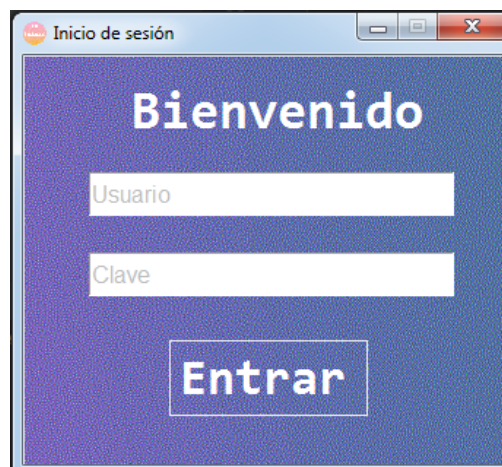 Inicio de sesión
Bienvenido
Usuario
Clave
Entrar